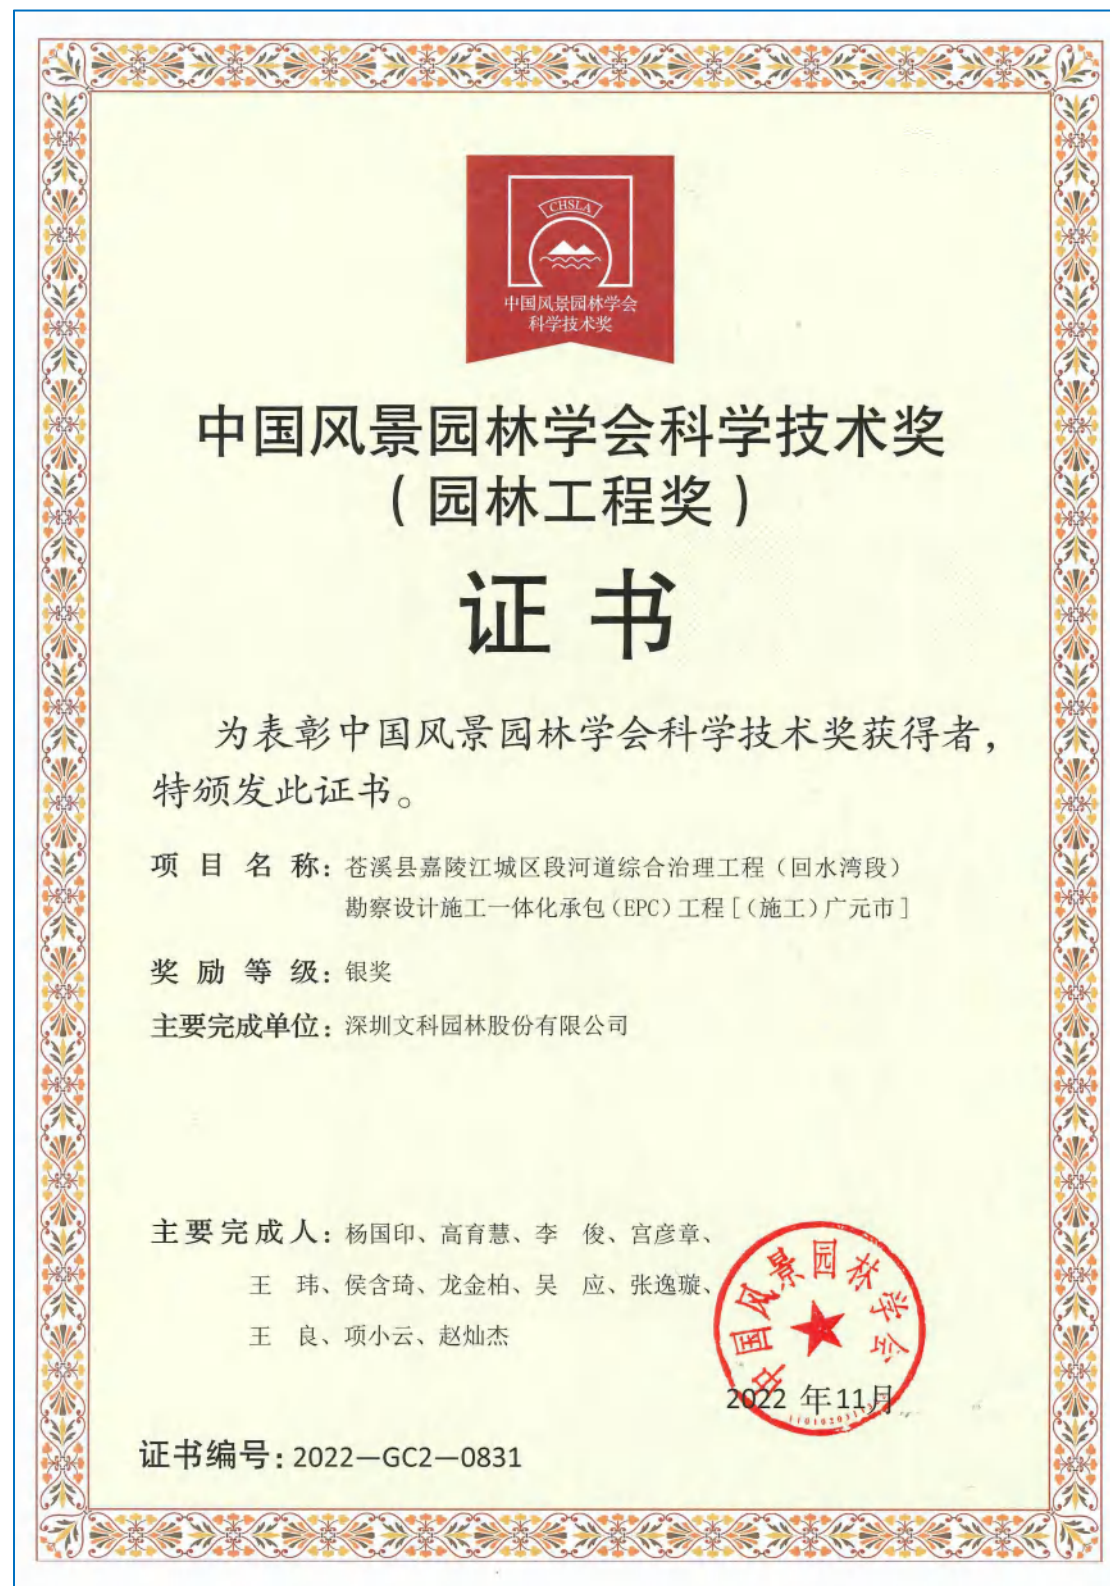 CHSLA
中国风景园林学会
科学技术奖
中国风景园林学会科学技术奖
（园林工程奖）
证书
为表彰中国风景园林学会科学技术奖获得者，
特颁发此证书。
项目名称：苍溪县嘉陵江城区段河道综合治理工程（回水湾段）
勘察设计施工一体化承包（EPC）工程［（施工）广元市］
奖励等级：银奖
主要完成单位：深圳文科园林股份有限公司
主要完成人：杨国印、高育慧、李　俊、宫彦章、
王　玮、侯含琦、龙金柏、吴　应、张逸璇、
王　良、项小云、赵灿杰
中国风景园林学会
2022 年11月
证书编号：2022—GC2—0831